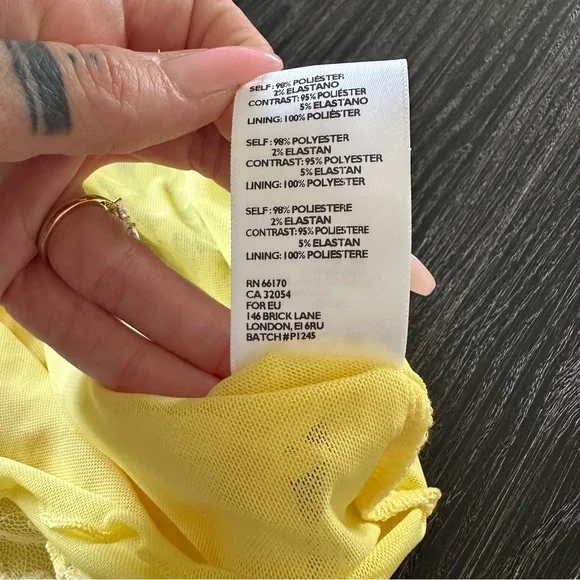 SELF: 98% POLIÉSTER
2% ELASTANO
CONTRAST: 95% POLIÉSTER
5% ELASTANO
LINING: 100% POLIÉSTER
SELF: 98% POLYESTER
2% ELASTAN
CONTRAST: 95% POLYESTER
5% ELASTAN
LINING: 100% POLYESTER
SELF: 98% POLIESTERE
2% ELASTAN
CONTRAST: 95% POLIESTERE
5% ELASTAN
LINING: 100% POLIESTERE
RN 66170
CA 32054
FOR EU
146 BRICK LANE
LONDON, E1 6RU
BATCH #P1245